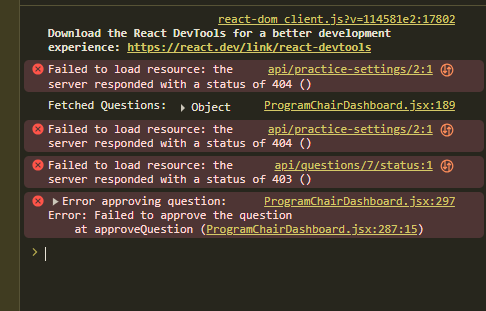 react-dom_client.js?v=114581e2:17802
Download the React DevTools for a better development
experience: https://react.dev/link/react-devtools
Failed to load resource: the api/practice-settings/2:1
server responded with a status of 404 ()
Fetched Questions: ▶ Object ProgramChairDashboard.jsx:189
Failed to load resource: the api/practice-settings/2:1
server responded with a status of 404 ()
Failed to load resource: the api/questions/7/status:1
server responded with a status of 403 ()
▶ Error approving question: ProgramChairDashboard.jsx:297
Error: Failed to approve the question
at approveQuestion (ProgramChairDashboard.jsx:287:15)
>